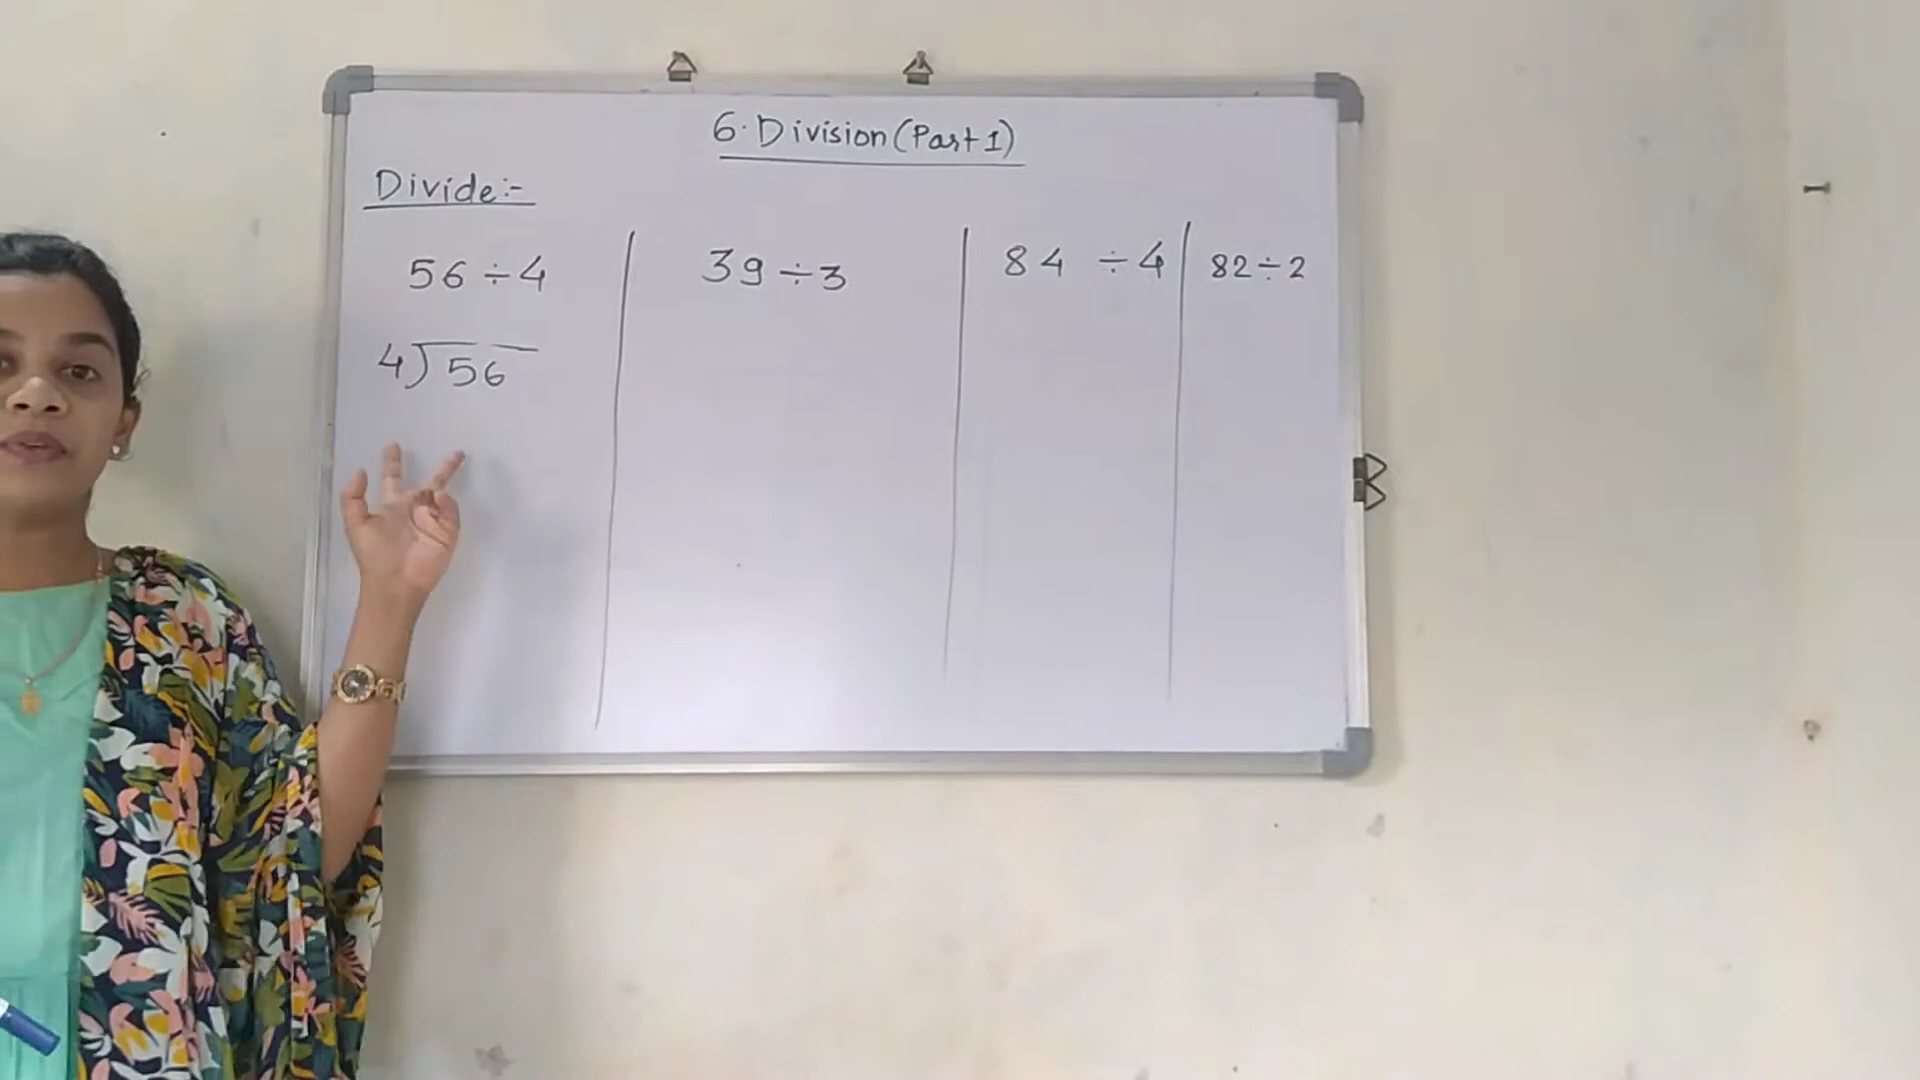 6. Division (Part 1)
Divide:-
56 ÷ 4
39 ÷ 3
84 ÷ 4
82 ÷ 2
4) 56